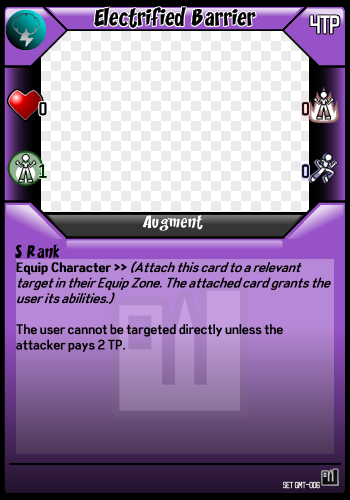 Electrified Barrier
4TP
0
0
1
0
Augment
S Rank
Equip Character >> (Attach this card to a relevant
target in their Equip Zone. The attached card grants the
user its abilities.)
The user cannot be targeted directly unless the
attacker pays 2 TP.
SET GMT-006